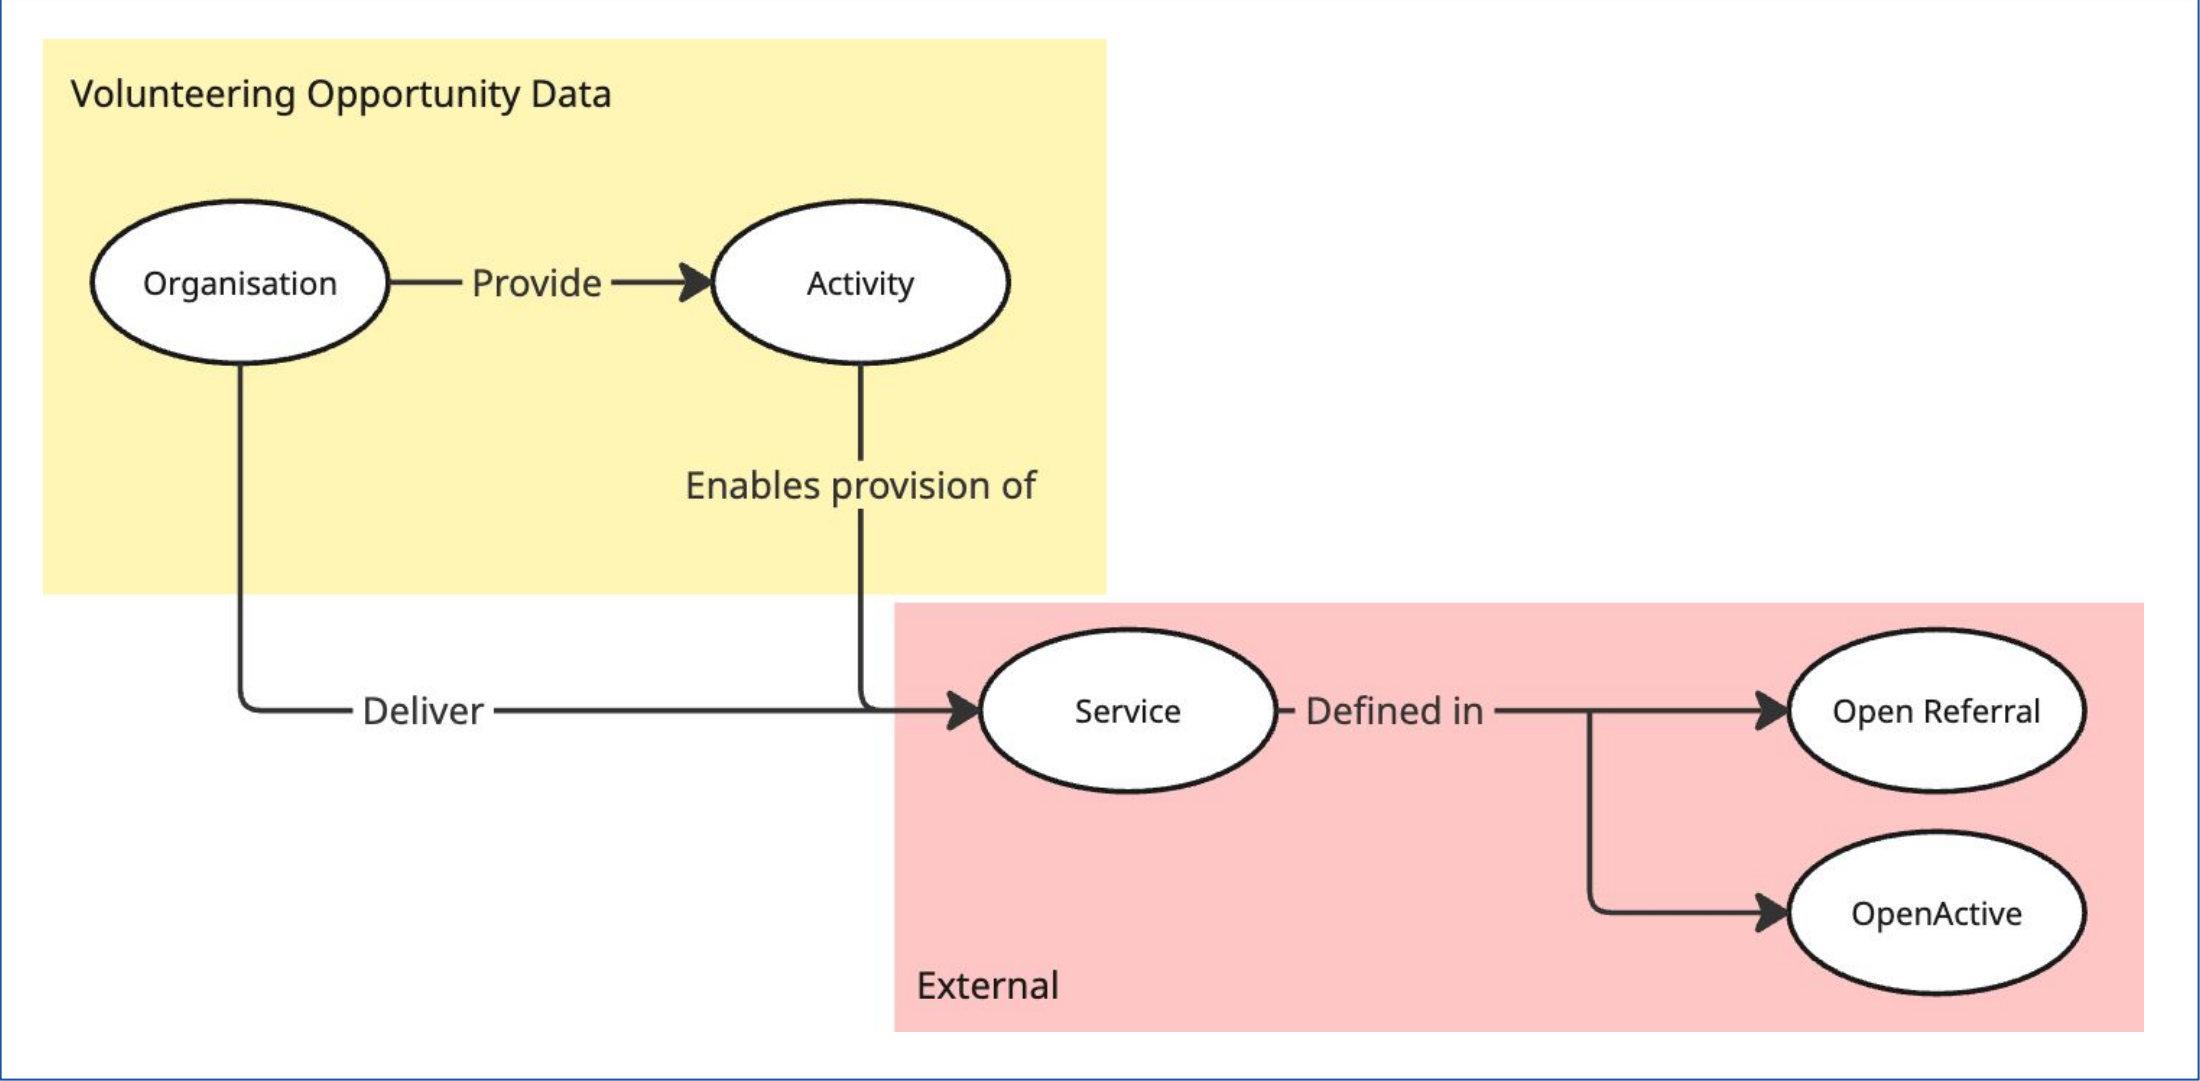 Volunteering Opportunity Data
Organisation
Provide
Activity
Enables provision of
Deliver
Service
Defined in
Open Referral
OpenActive
External